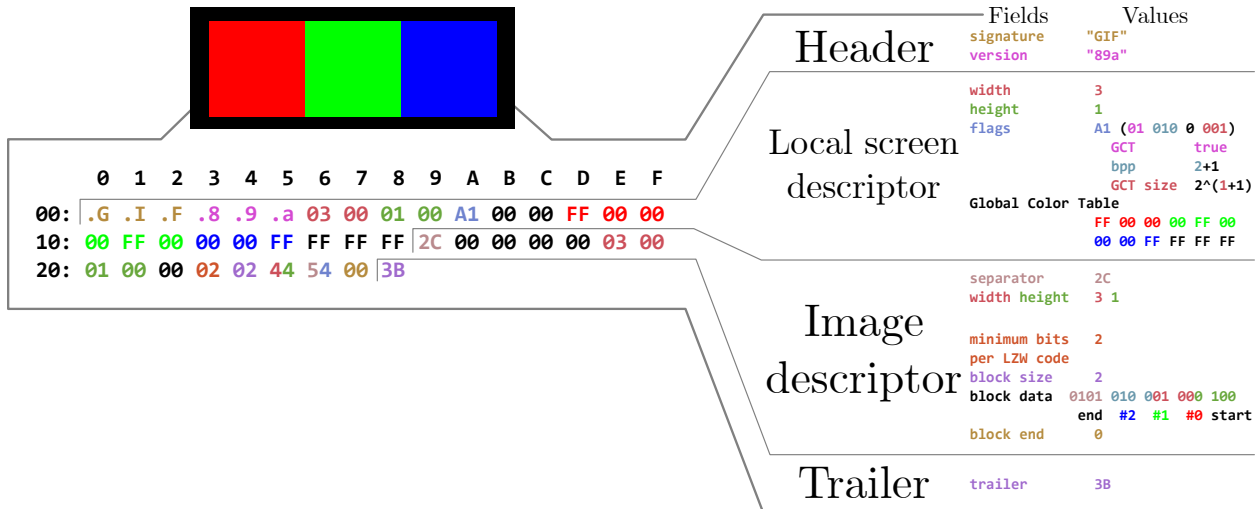 Fields Values
Header
signature "GIF"
version "89a"
Local screen
descriptor
width 3
height 1
flags A1 (01 010 0 001)
GCT true
bpp 2+1
GCT size 2^(1+1)
Global Color Table
FF 00 00 00 FF 00
00 00 FF FF FF FF
0 1 2 3 4 5 6 7 8 9 A B C D E F
00: .G .I .F .8 .9 .a 03 00 01 00 A1 00 00 FF 00 00
10: 00 FF 00 00 00 FF FF FF FF 2C 00 00 00 00 03 00
20: 01 00 00 02 02 44 54 00 3B
Image
descriptor
separator 2C
width height 3 1
minimum bits 2
per LZW code
block size 2
block data 0101 010 001 000 100
end #2 #1 #0 start
block end 0
Trailer
trailer 3B